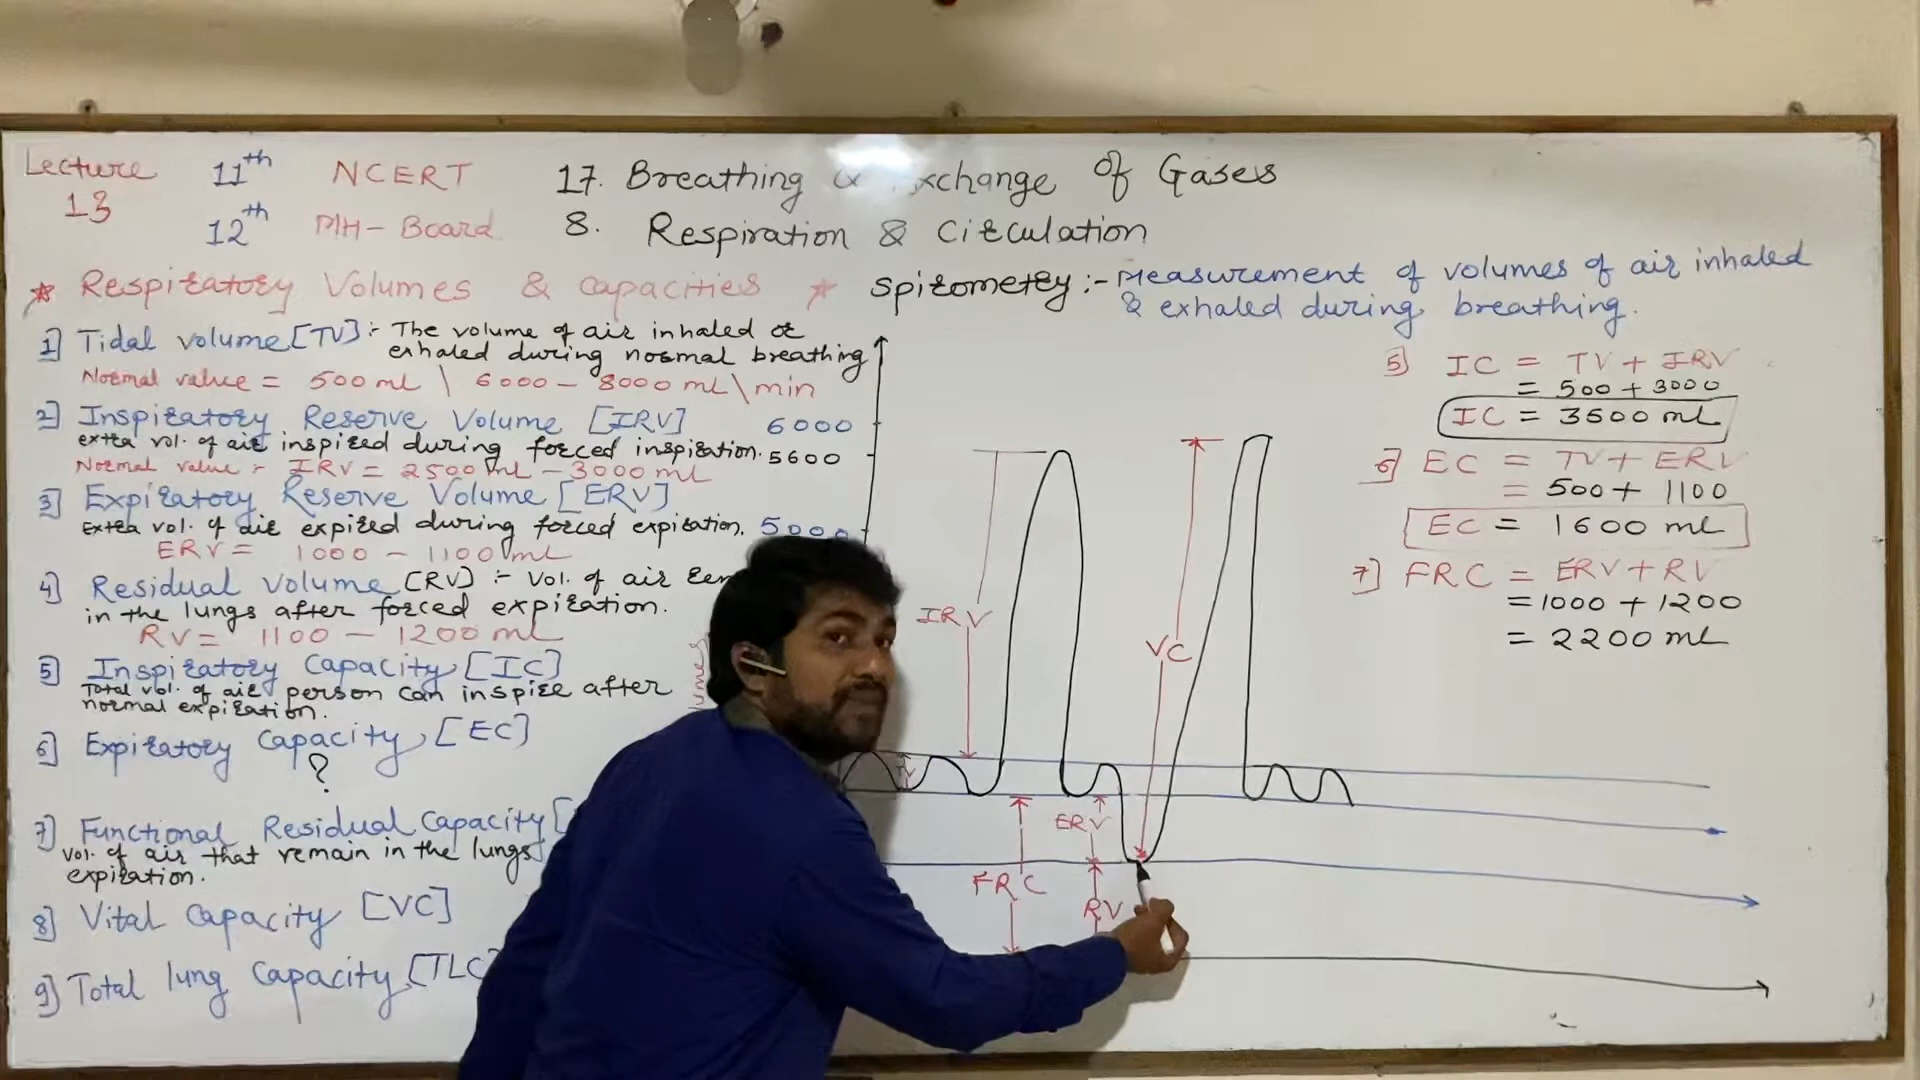 Lecture 13
11th NCERT 17. Breathing & xchange of Gases
12th MH-Board 8. Respiration & Circulation
* Respiratory Volumes & capacities *
Spirometry :- Measurement of volumes of air inhaled
& exhaled during breathing.
1] Tidal volume [TV] :- The volume of air inhaled or
exhaled during normal breathing
Normal value = 500 ml \ 6000 - 8000 ml\min
2] Inspiratory Reserve Volume [IRV]
extra vol. of air inspired during forced inspiration.
Normal value :- IRV = 2500 ml - 3000 ml
3] Expiratory Reserve Volume [ERV]
Extra vol. of air expired during forced expiration.
ERV = 1000 - 1100 ml
4] Residual Volume [RV] :- Vol. of air
in the lungs after forced expiration.
RV = 1100 - 1200 ml
5] Inspiratory Capacity [IC]
Total vol. of air person can inspire after
normal expiration.
6] Expiratory Capacity [EC]
?
7] Functional Residual Capacity [
vol. of air that remain in the lungs
expiration.
8] Vital Capacity [VC]
9] Total lung Capacity [TLC]
6000
5600
5000
IRV
VC
TV
ERV
FRC
RV
5] IC = TV + IRV
= 500 + 3000
IC = 3500 ml
6] EC = TV + ERV
= 500 + 1100
EC = 1600 ml
7] FRC = ERV + RV
= 1000 + 1200
= 2200 ml